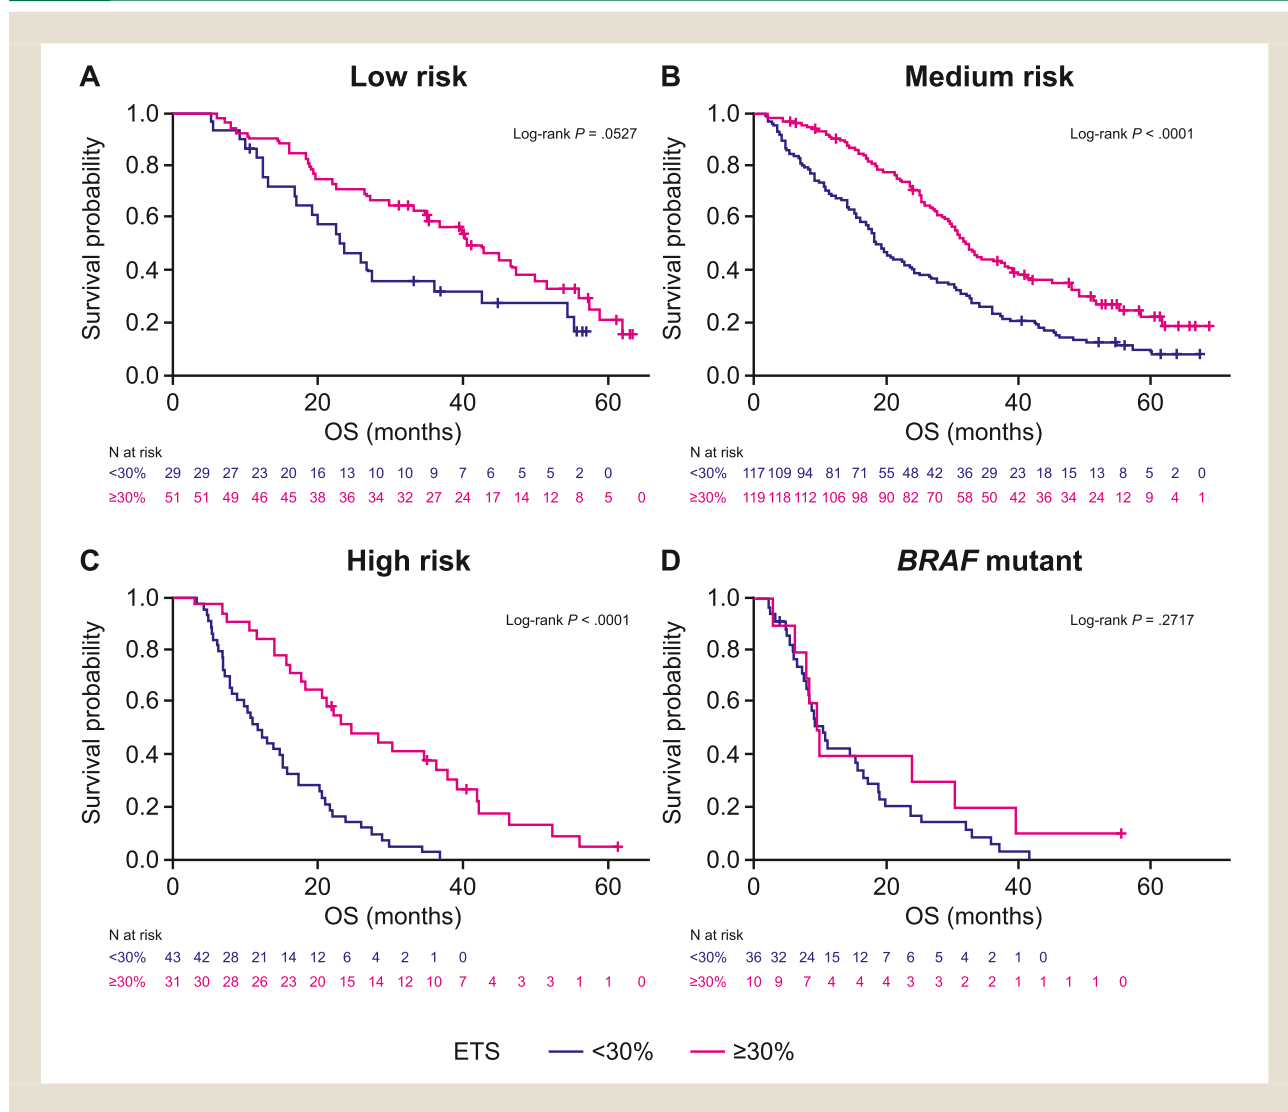 A Low risk
Log-rank P = .0527
Survival probability
1.0
0.8
0.6
0.4
0.2
0.0
0 20 40 60
OS (months)
N at risk
<30% 29 29 27 23 20 16 13 10 10 9 7 6 5 5 2 0
≥30% 51 51 49 46 45 38 36 34 32 27 24 17 14 12 8 5 0
B Medium risk
Log-rank P < .0001
Survival probability
1.0
0.8
0.6
0.4
0.2
0.0
0 20 40 60
OS (months)
N at risk
<30% 117 109 94 81 71 55 48 42 36 29 23 18 15 13 8 5 2 0
≥30% 119 118 112 106 98 90 82 70 58 50 42 36 34 24 12 9 4 1
C High risk
Log-rank P < .0001
Survival probability
1.0
0.8
0.6
0.4
0.2
0.0
0 20 40 60
OS (months)
N at risk
<30% 43 42 28 21 14 12 6 4 2 1 0
≥30% 31 30 28 26 23 20 15 14 12 10 7 4 3 3 1 1 0
D BRAF mutant
Log-rank P = .2717
Survival probability
1.0
0.8
0.6
0.4
0.2
0.0
0 20 40 60
OS (months)
N at risk
<30% 36 32 24 15 12 7 6 5 4 2 1 0
≥30% 10 9 7 4 4 4 3 3 2 2 1 1 1 1 0
ETS <30% ≥30%